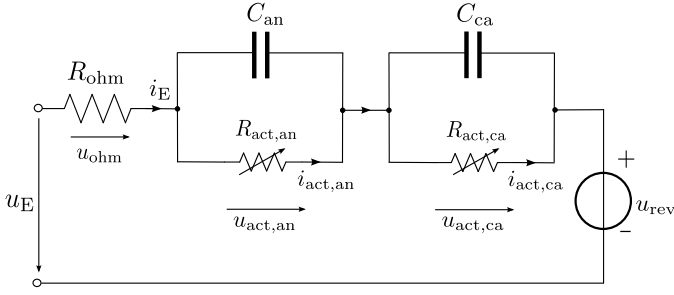 C_an
C_ca
R_ohm
i_E
R_act,an
R_act,ca
u_ohm
i_act,an
i_act,ca
+
u_E
u_act,an
u_act,ca
u_rev
-